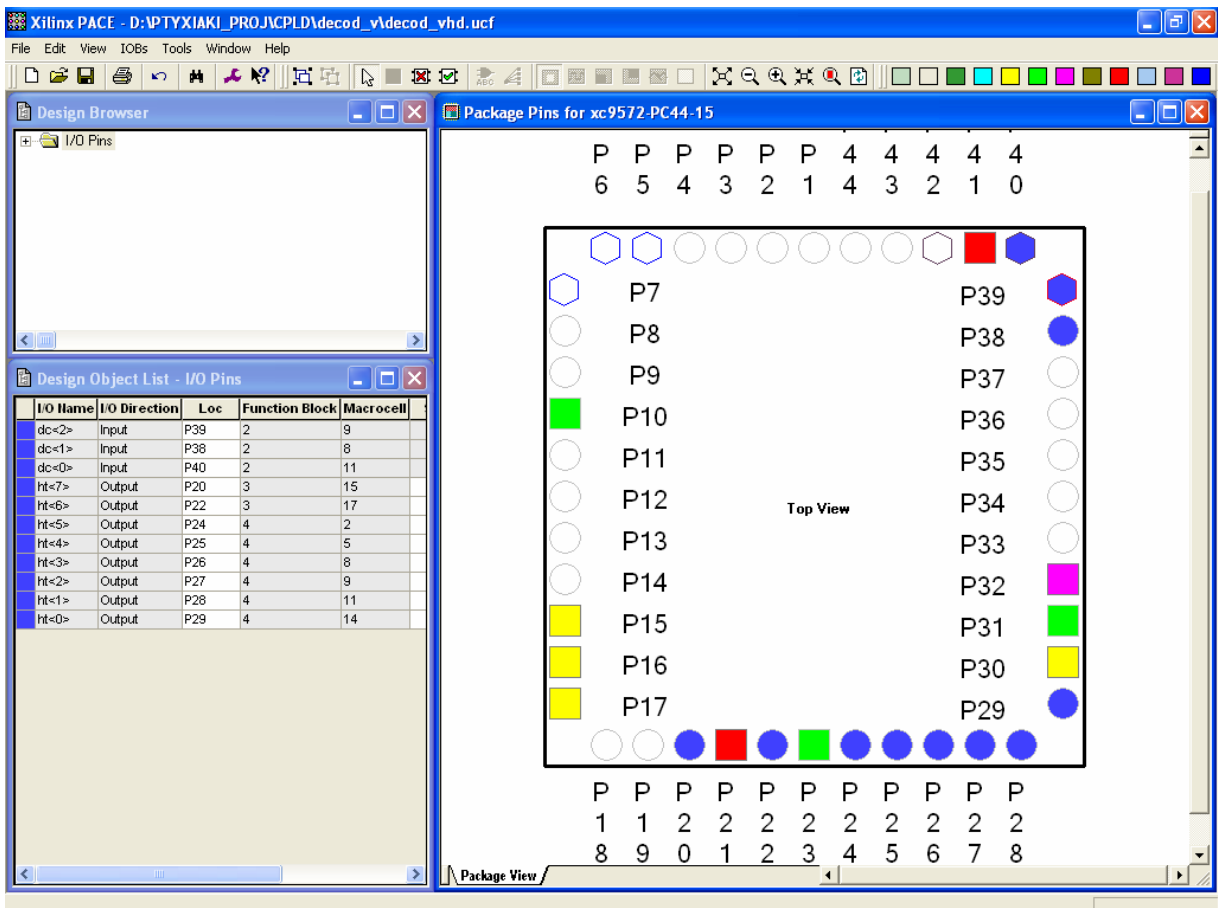 Xilinx PACE - D:\PTYXIAKI_PROJ\CPLD\decod_v\decod_vhd.ucf
File Edit View IOBs Tools Window Help
Design Browser
I/O Pins
Design Object List - I/O Pins
I/O Name I/O Direction Loc Function Block Macrocell
dc<2> Input P39 2 9
dc<1> Input P38 2 8
dc<0> Input P40 2 11
ht<7> Output P20 3 15
ht<6> Output P22 3 17
ht<5> Output P24 4 2
ht<4> Output P25 4 5
ht<3> Output P26 4 8
ht<2> Output P27 4 9
ht<1> Output P28 4 11
ht<0> Output P29 4 14
Package Pins for xc9572-PC44-15
P P P P P P 4 4 4 4 4
6 5 4 3 2 1 4 3 2 1 0
P7 P39
P8 P38
P9 P37
P10 P36
P11 P35
P12 Top View P34
P13 P33
P14 P32
P15 P31
P16 P30
P17 P29
P P P P P P P P P P P
1 1 2 2 2 2 2 2 2 2 2
8 9 0 1 2 3 4 5 6 7 8
Package View